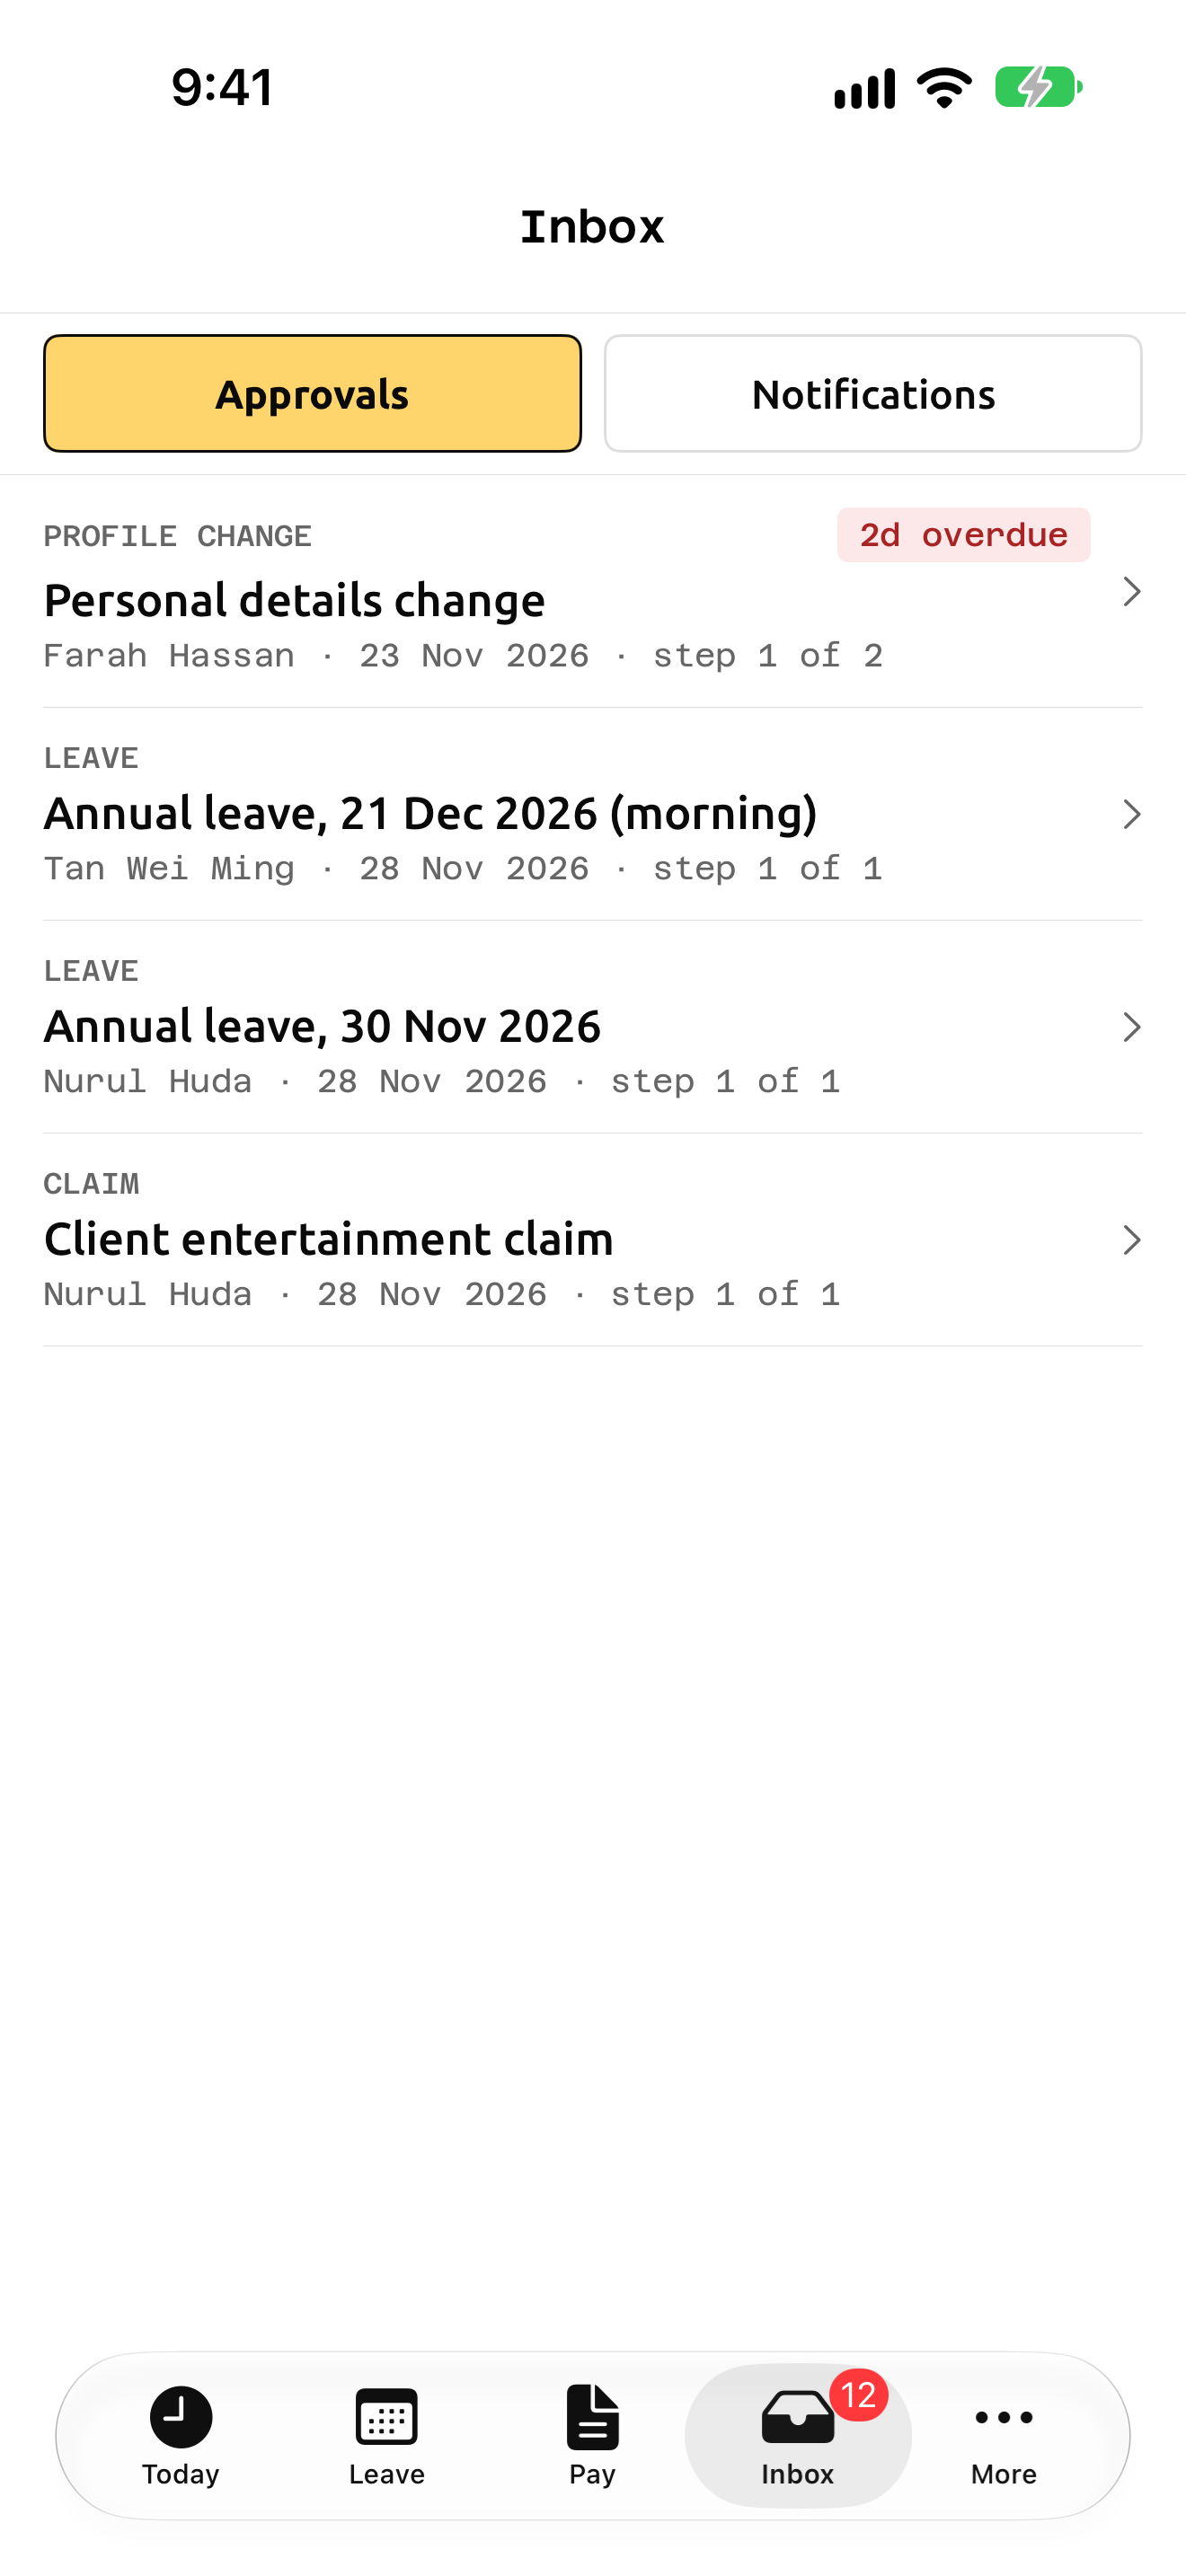 9:41
Inbox
Approvals
Notifications
PROFILE CHANGE
2d overdue
Personal details change
Farah Hassan · 23 Nov 2026 · step 1 of 2
LEAVE
Annual leave, 21 Dec 2026 (morning)
Tan Wei Ming · 28 Nov 2026 · step 1 of 1
LEAVE
Annual leave, 30 Nov 2026
Nurul Huda · 28 Nov 2026 · step 1 of 1
CLAIM
Client entertainment claim
Nurul Huda · 28 Nov 2026 · step 1 of 1
12
Today
Leave
Pay
Inbox
More